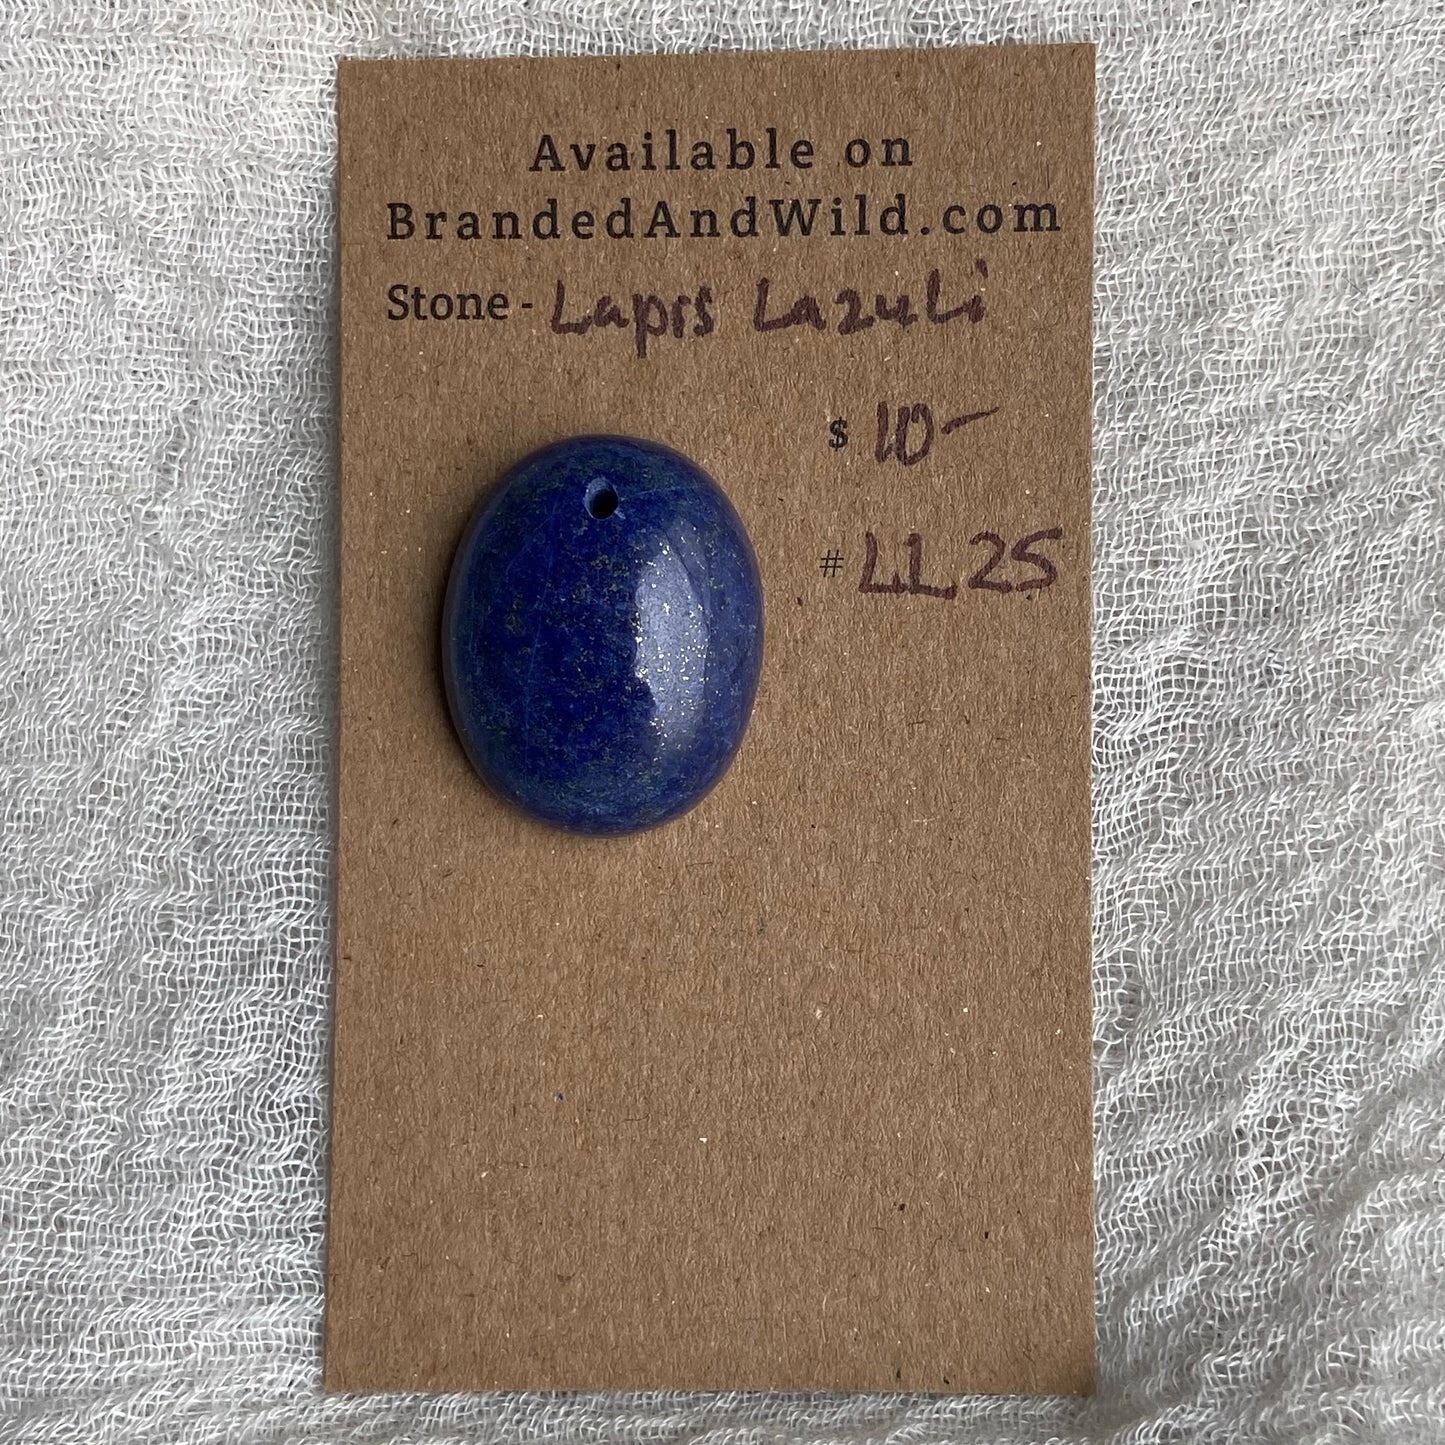 Available on
BrandedAndWild.com
Stone - Lapis Lazuli
$ 10-
# LL25